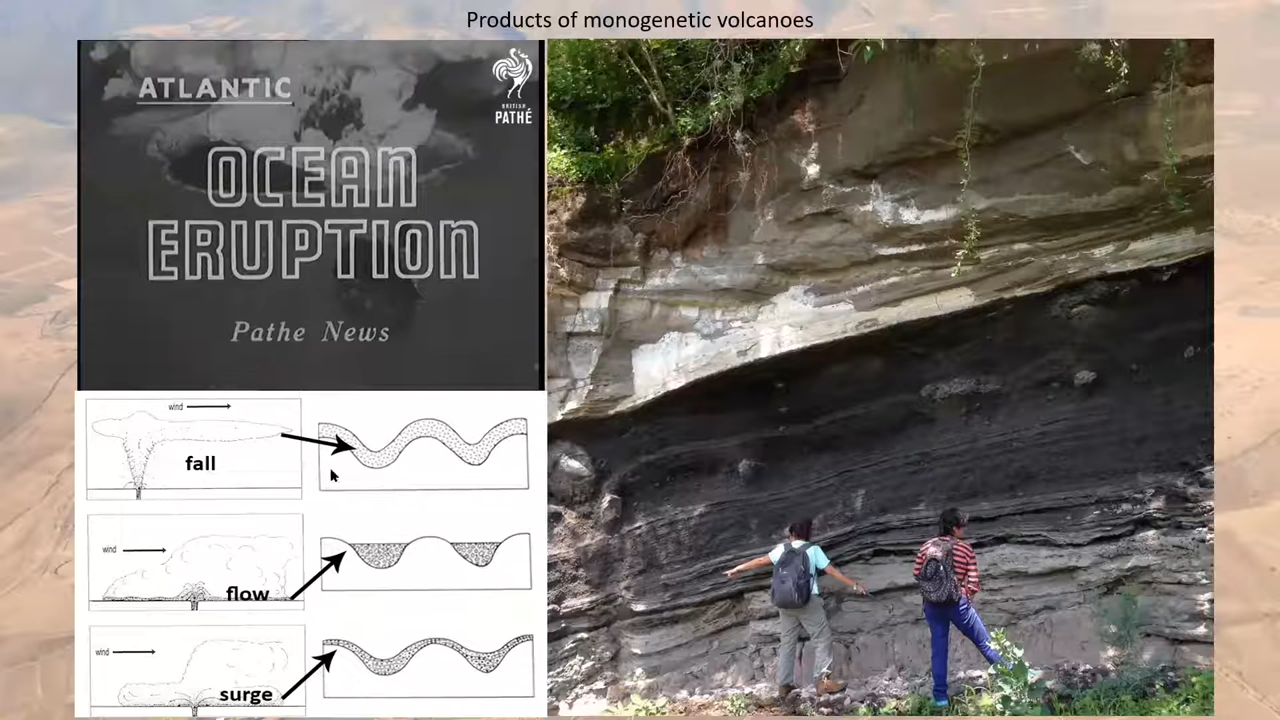 Products of monogenetic volcanoes
ATLANTIC
BRITISH
PATHÉ
OCEAN
ERUPTION
Pathe News
wind
fall
wind
flow
wind
surge